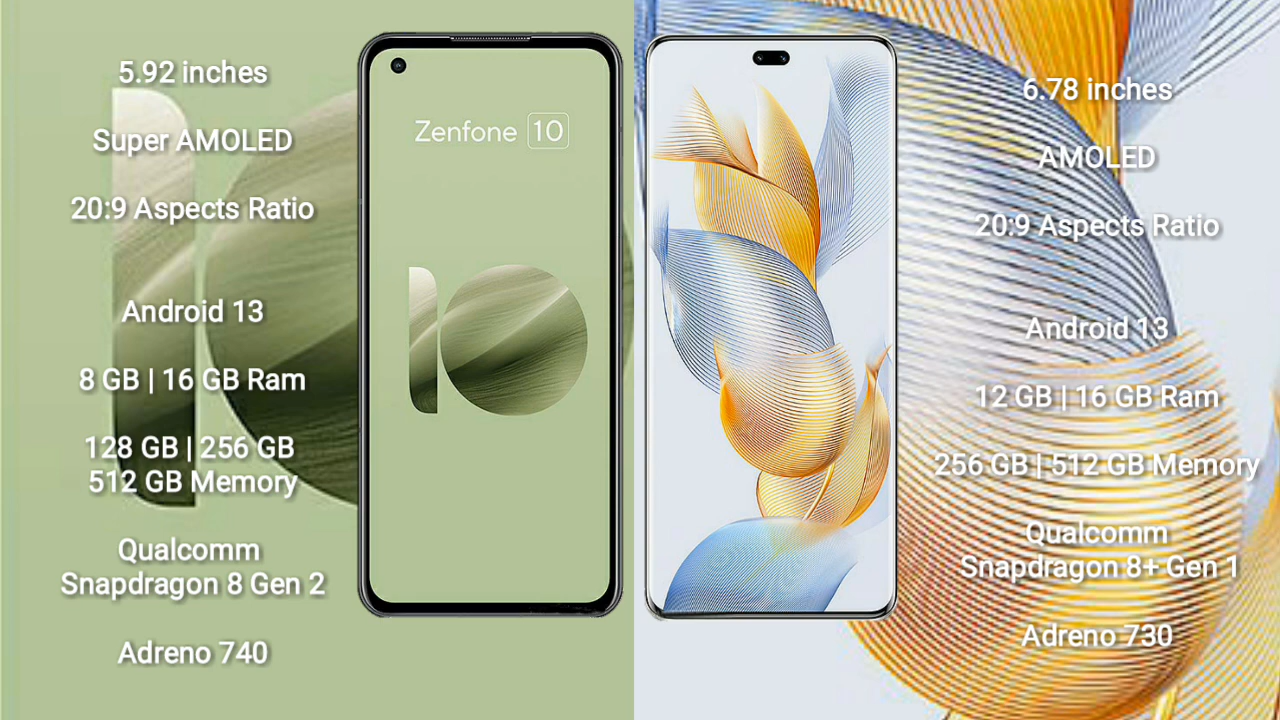 5.92 inches
Super AMOLED
20:9 Aspects Ratio
Android 13
8 GB | 16 GB Ram
128 GB | 256 GB
512 GB Memory
Qualcomm
Snapdragon 8 Gen 2
Adreno 740
Zenfone 10
10
6.78 inches
AMOLED
20:9 Aspects Ratio
Android 13
12 GB | 16 GB Ram
256 GB | 512 GB Memory
Qualcomm
Snapdragon 8+ Gen 1
Adreno 730